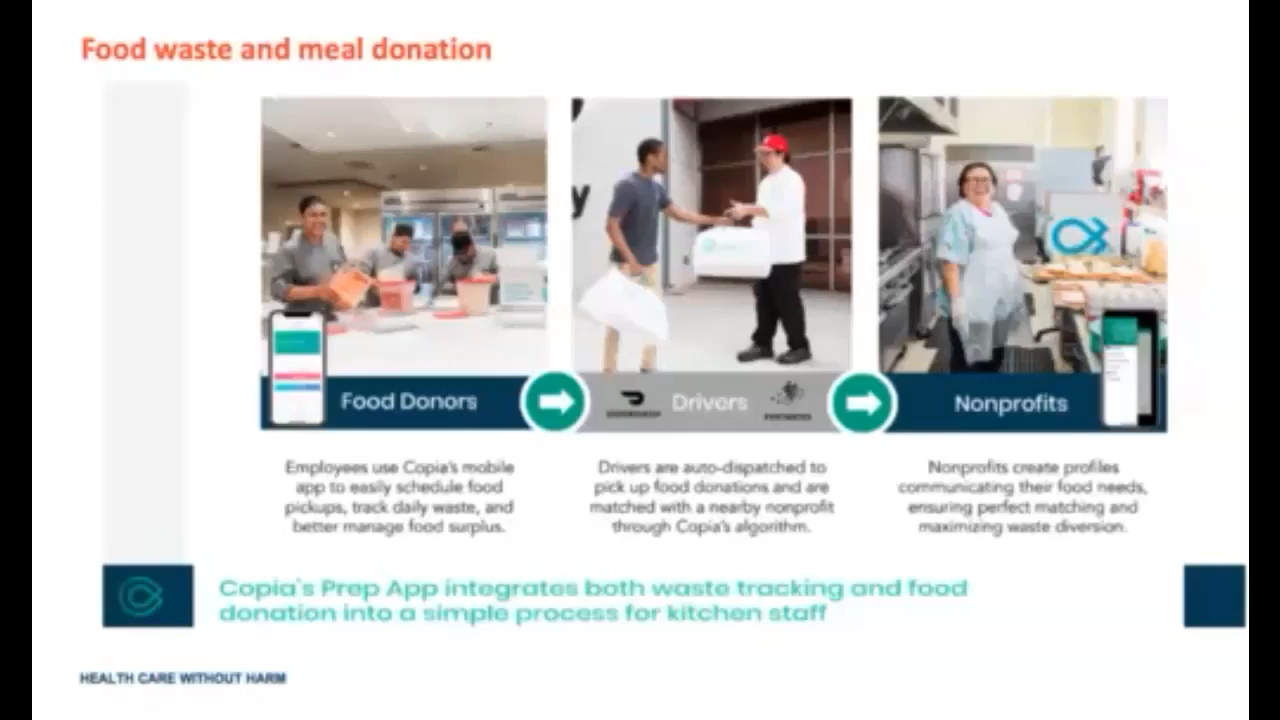 Food waste and meal donation
y
Food Donors
Drivers
Nonprofits
Employees use Copia's mobile
app to easily schedule food
pickups, track daily waste, and
better manage food surplus.
Drivers are auto-dispatched to
pick up food donations and are
matched with a nearby nonprofit
through Copia's algorithm.
Nonprofits create profiles
communicating their food needs,
ensuring perfect matching and
maximizing waste diversion.
Copia's Prep App integrates both waste tracking and food
donation into a simple process for kitchen staff
HEALTH CARE WITHOUT HARM